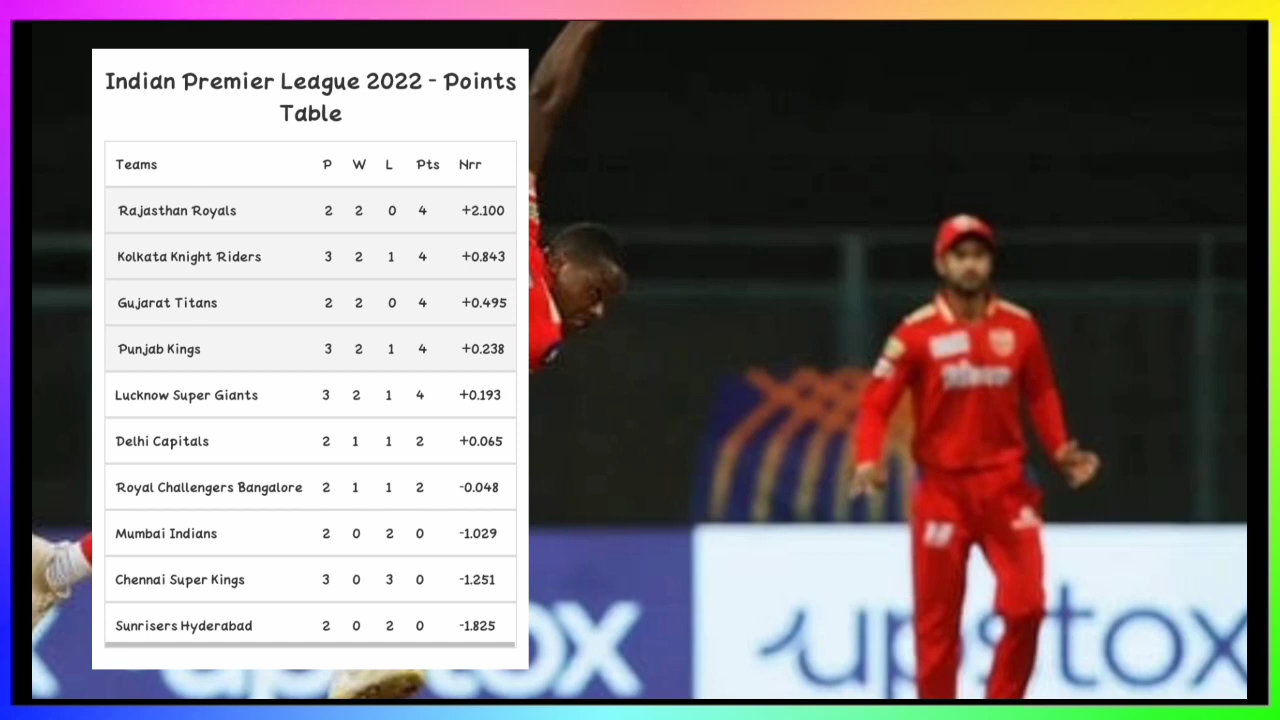 Indian Premier League 2022 - Points
Table
Teams P W L Pts Nrr
Rajasthan Royals 2 2 0 4 +2.100
Kolkata Knight Riders 3 2 1 4 +0.843
Gujarat Titans 2 2 0 4 +0.495
Punjab Kings 3 2 1 4 +0.238
Lucknow Super Giants 3 2 1 4 +0.193
Delhi Capitals 2 1 1 2 +0.065
Royal Challengers Bangalore 2 1 1 2 -0.048
Mumbai Indians 2 0 2 0 -1.029
Chennai Super Kings 3 0 3 0 -1.251
Sunrisers Hyderabad 2 0 2 0 -1.825
upstox